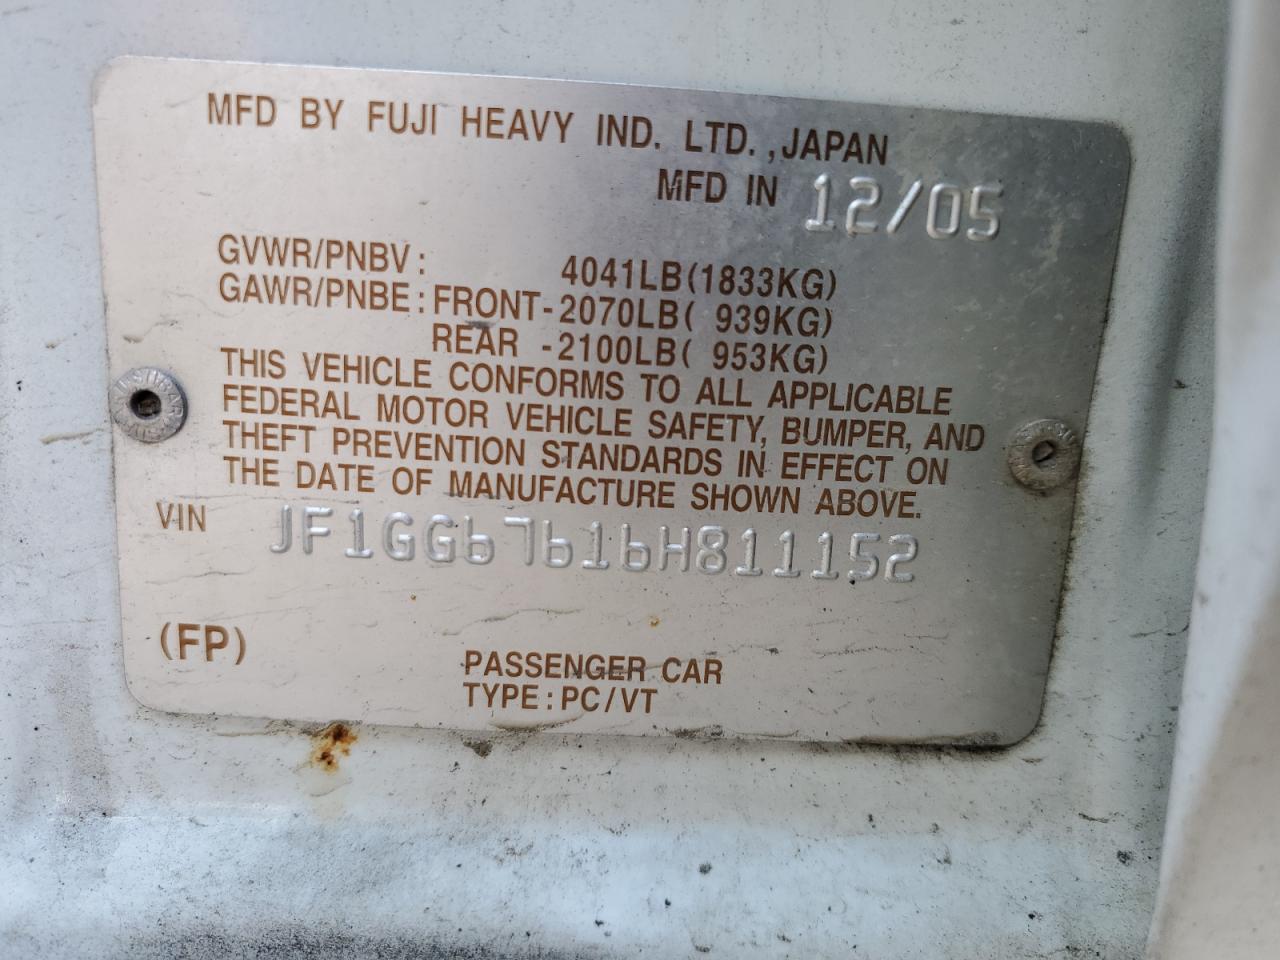 MFD BY FUJI HEAVY IND. LTD.,JAPAN
MFD IN 12/05
GVWR/PNBV: 4041LB(1833KG)
GAWR/PNBE:FRONT-2070LB( 939KG)
REAR -2100LB( 953KG)
THIS VEHICLE CONFORMS TO ALL APPLICABLE
FEDERAL MOTOR VEHICLE SAFETY, BUMPER, AND
THEFT PREVENTION STANDARDS IN EFFECT ON
THE DATE OF MANUFACTURE SHOWN ABOVE.
VIN JF1GG67616H811152
(FP)
PASSENGER CAR
TYPE:PC/VT